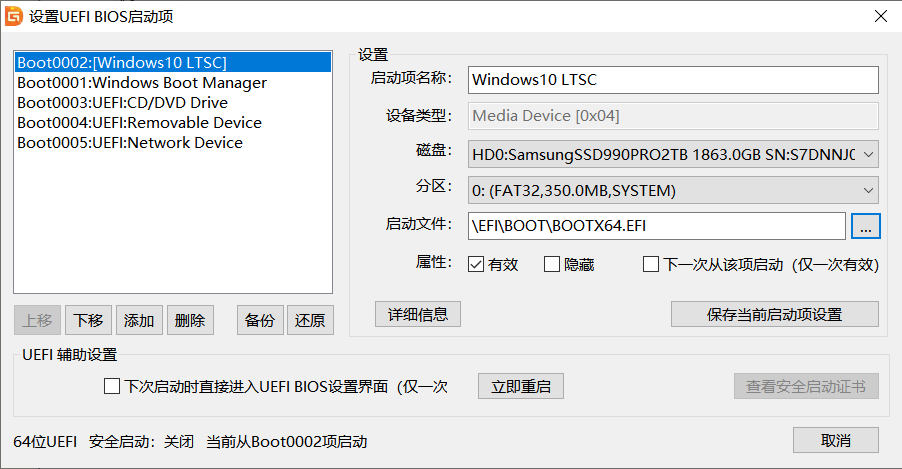 设置UEFI BIOS启动项
Boot0002:[Windows10 LTSC]
Boot0001:Windows Boot Manager
Boot0003:UEFI:CD/DVD Drive
Boot0004:UEFI:Removable Device
Boot0005:UEFI:Network Device
上移 下移 添加 删除 备份 还原
设置
启动项名称: Windows10 LTSC
设备类型: Media Device [0x04]
磁盘: HD0:SamsungSSD990PRO2TB 1863.0GB SN:S7DNNJ0
分区: 0: (FAT32,350.0MB,SYSTEM)
启动文件: \EFI\BOOT\BOOTX64.EFI ...
属性: 有效 隐藏 下一次从该项启动（仅一次有效)
详细信息 保存当前启动项设置
UEFI 辅助设置
下次启动时直接进入UEFI BIOS设置界面（仅一次 立即重启 查看安全启动证书
64位UEFI 安全启动：关闭 当前从Boot0002项启动 取消